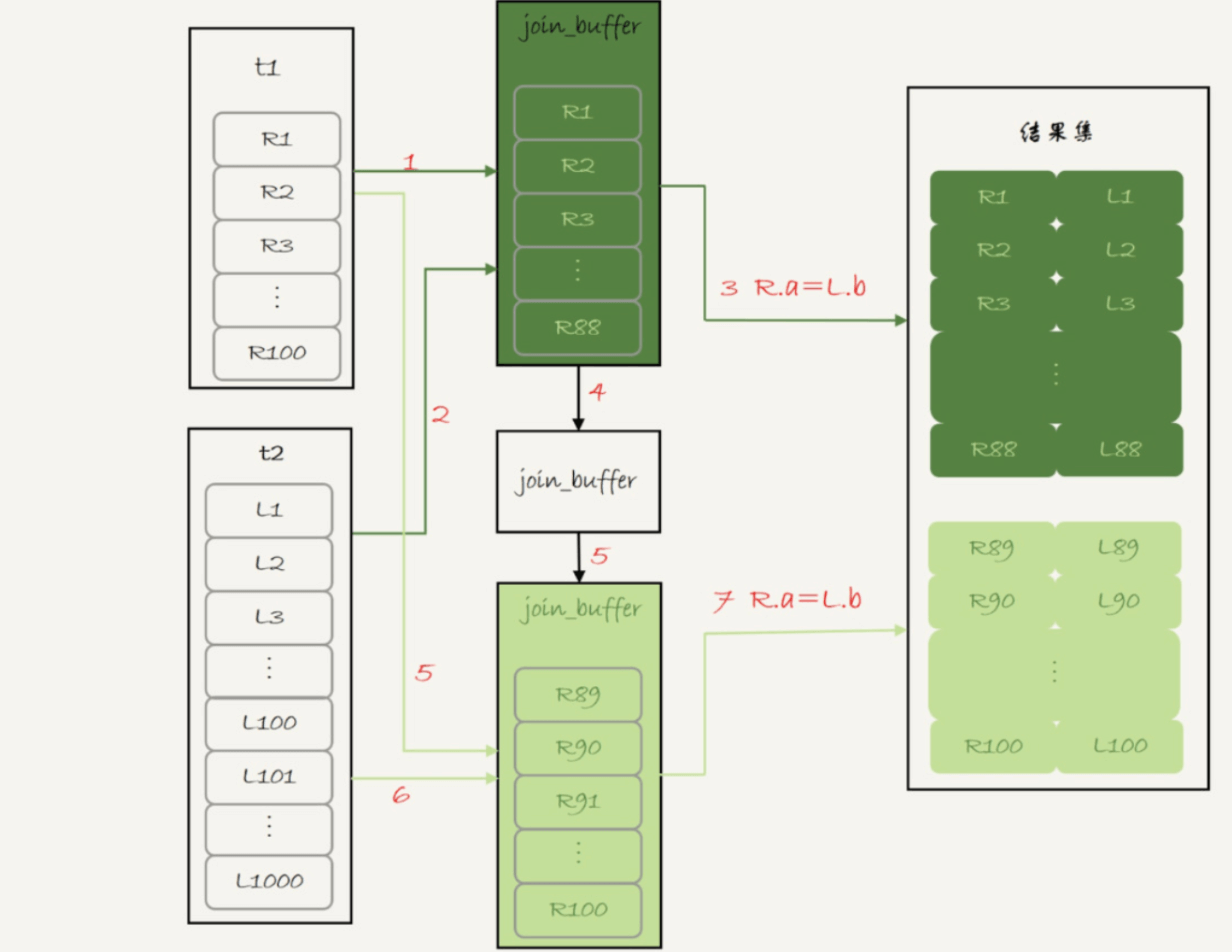 t1
R1
R2
R3
⋮
R100
t2
L1
L2
L3
⋮
L100
L101
⋮
L1000
1
2
5
6
join_buffer
R1
R2
R3
⋮
R88
4
join_buffer
5
join_buffer
R89
R90
R91
⋮
R100
3 R.a=L.b
7 R.a=L.b
结果集
R1 L1
R2 L2
R3 L3
⋮
R88 L88
R89 L89
R90 L90
⋮
R100 L100